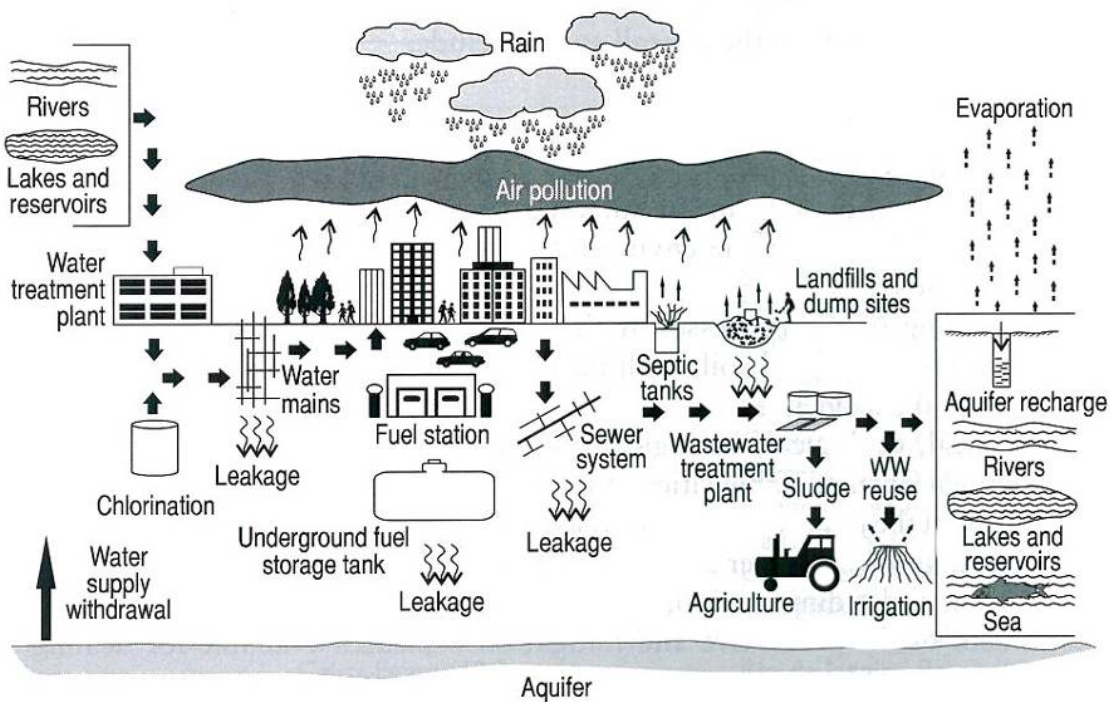 Rain
Rivers
Lakes and
reservoirs
Evaporation
Air pollution
Water
treatment
plant
Landfills and
dump sites
Septic
tanks
Water
mains
Fuel station
Sewer
system
Wastewater
treatment
plant
Sludge
WW
reuse
Aquifer recharge
Rivers
Lakes and
reservoirs
Sea
Chlorination
Leakage
Underground fuel
storage tank
Leakage
Leakage
Water
supply
withdrawal
Agriculture
Irrigation
Aquifer